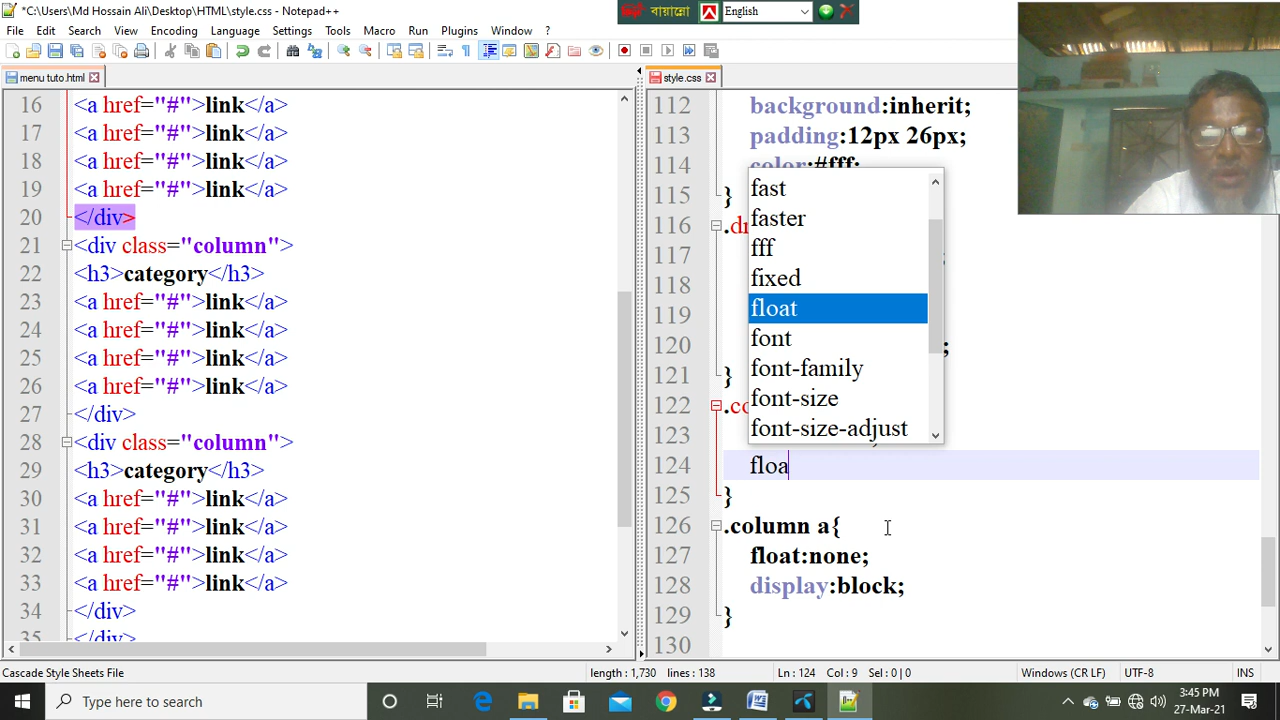 *C:\Users\Md Hossain Ali\Desktop\HTML\style.css - Notepad++
বায়ান্নো English
File Edit Search View Encoding Language Settings Tools Macro Run Plugins Window ?
menu tuto.html
16 <a href="#">link</a>
17 <a href="#">link</a>
18 <a href="#">link</a>
19 <a href="#">link</a>
20 </div>
21 <div class="column">
22 <h3>category</h3>
23 <a href="#">link</a>
24 <a href="#">link</a>
25 <a href="#">link</a>
26 <a href="#">link</a>
27 </div>
28 <div class="column">
29 <h3>category</h3>
30 <a href="#">link</a>
31 <a href="#">link</a>
32 <a href="#">link</a>
33 <a href="#">link</a>
34 </div>
35 </div>
style.css
112 background:inherit;
113 padding:12px 26px;
114 color:#fff;
115 }
116 .dr
117 ;
118
119
120 ;
121 }
122 .co
123 ;
124 floa
125 }
126 .column a{
127 float:none;
128 display:block;
129 }
130
fast
faster
fff
fixed
float
font
font-family
font-size
font-size-adjust
Cascade Style Sheets File length : 1,730 lines : 138 Ln : 124 Col : 9 Sel : 0 | 0 Windows (CR LF) UTF-8 INS
Type here to search
3:45 PM
27-Mar-21